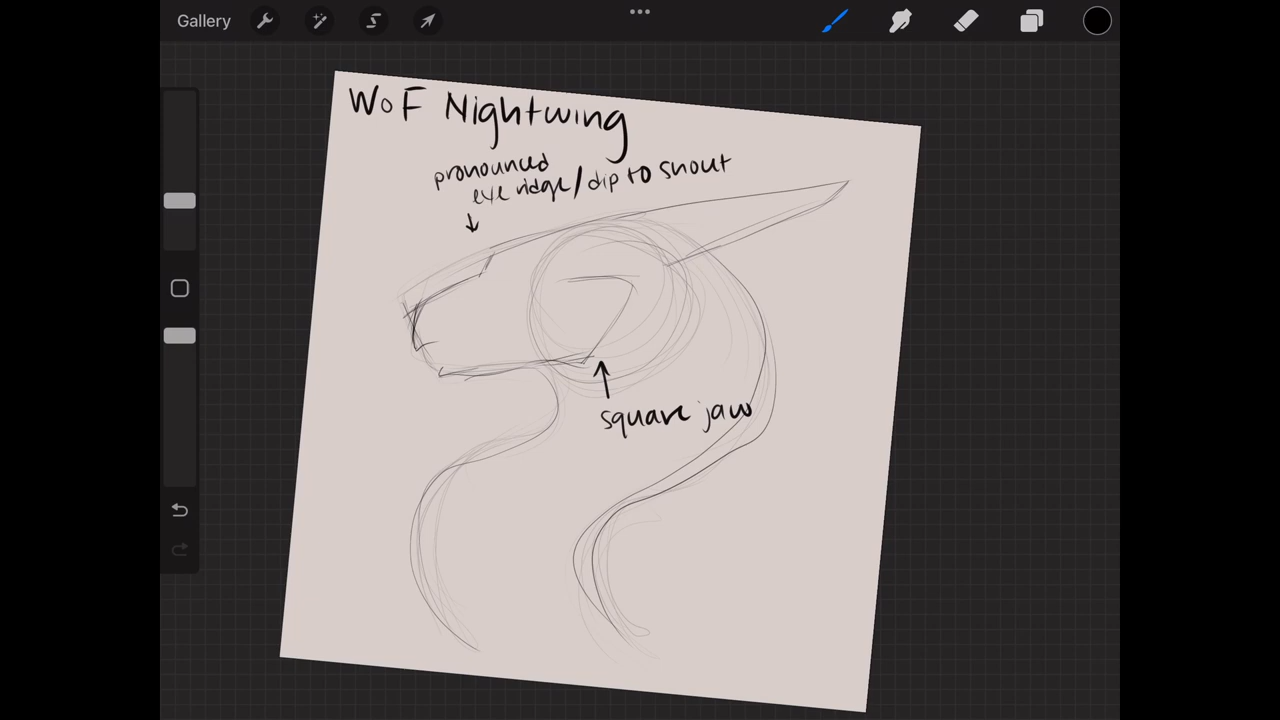 Gallery
WoF Nightwing
pronounced
eye ridge/dip to snout
square jaw